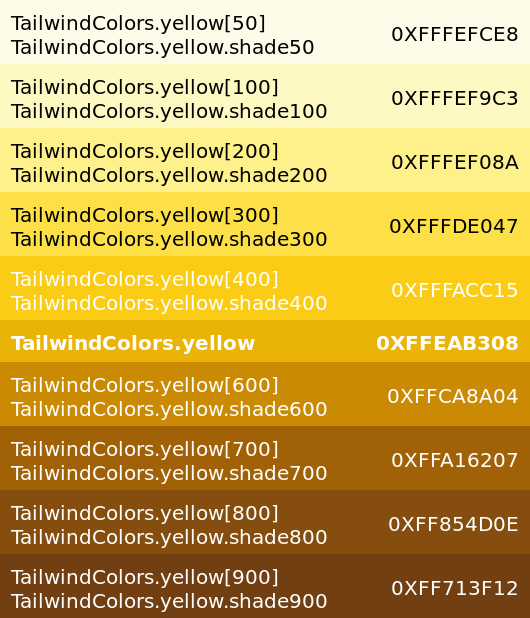 TailwindColors.yellow[50]
TailwindColors.yellow.shade50
0XFFFEFCE8
TailwindColors.yellow[100]
TailwindColors.yellow.shade100
0XFFFEF9C3
TailwindColors.yellow[200]
TailwindColors.yellow.shade200
0XFFFEF08A
TailwindColors.yellow[300]
TailwindColors.yellow.shade300
0XFFFDE047
TailwindColors.yellow[400]
TailwindColors.yellow.shade400
0XFFFACC15
TailwindColors.yellow
0XFFEAB308
TailwindColors.yellow[600]
TailwindColors.yellow.shade600
0XFFCA8A04
TailwindColors.yellow[700]
TailwindColors.yellow.shade700
0XFFA16207
TailwindColors.yellow[800]
TailwindColors.yellow.shade800
0XFF854D0E
TailwindColors.yellow[900]
TailwindColors.yellow.shade900
0XFF713F12